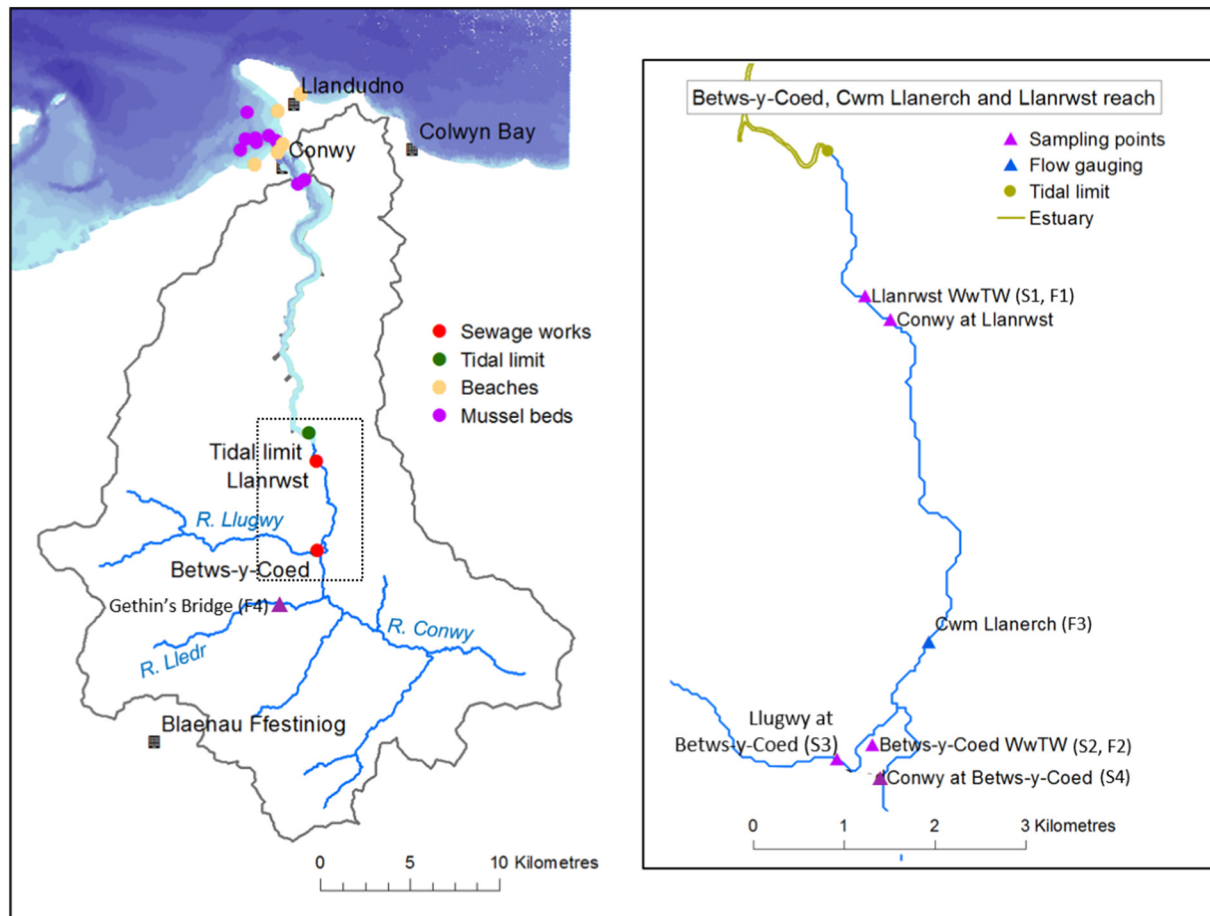 Llandudno
Colwyn Bay
Conwy
Sewage works
Tidal limit
Beaches
Mussel beds
Tidal limit
Llanrwst
R. Llugwy
Betws-y-Coed
Gethin's Bridge (F4)
R. Conwy
R. Lledr
Blaenau Ffestiniog
0 5 10 Kilometres
Betws-y-Coed, Cwm Llanerch and Llanrwst reach
Sampling points
Flow gauging
Tidal limit
Estuary
Llanrwst WwTW (S1, F1)
Conwy at Llanrwst
Cwm Llanerch (F3)
Llugwy at
Betws-y-Coed (S3)
Betws-y-Coed WwTW (S2, F2)
Conwy at Betws-y-Coed (S4)
0 1 2 3 Kilometres